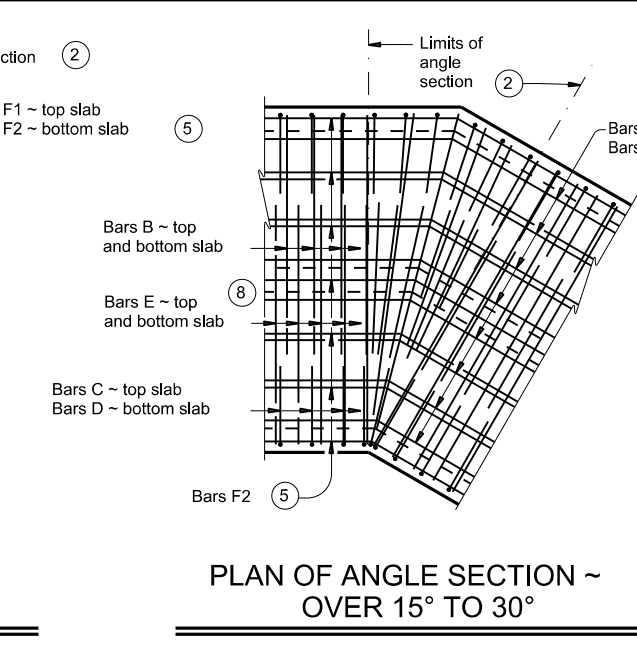 Limits of
angle
section
2
ction
2
F1 ~ top slab
F2 ~ bottom slab
5
Bars
Bars
Bars B ~ top
and bottom slab
8
Bars E ~ top
and bottom slab
Bars C ~ top slab
Bars D ~ bottom slab
Bars F2
5
PLAN OF ANGLE SECTION ~
OVER 15° TO 30°